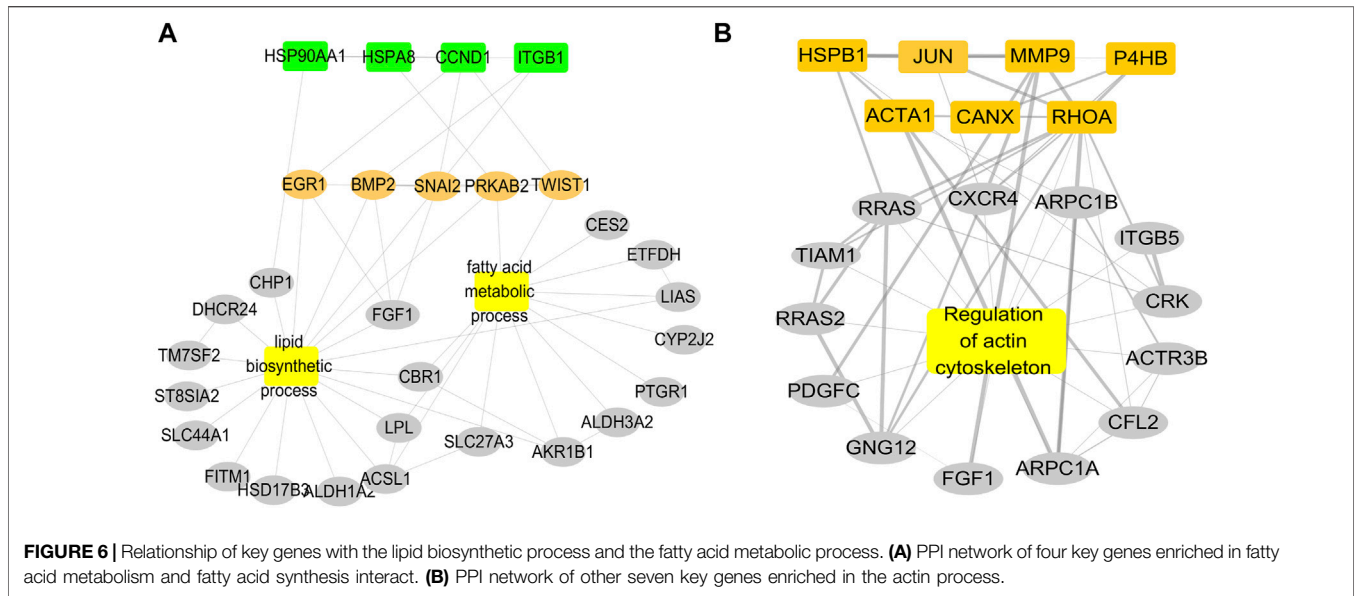 A
HSP90AA1 HSPA8 CCND1 ITGB1
EGR1 BMP2 SNAI2 PRKAB2 TWIST1
CES2
ETFDH
fatty acid
metabolic
process
LIAS
CHP1
DHCR24
FGF1
CYP2J2
lipid
biosynthetic
process
TM7SF2
CBR1
PTGR1
ST8SIA2
ALDH3A2
LPL
SLC44A1
SLC27A3
AKR1B1
FITM1
HSD17B3
ALDH1A2
ACSL1
B
HSPB1 JUN MMP9 P4HB
ACTA1 CANX RHOA
RRAS
CXCR4
ARPC1B
ITGB5
TIAM1
CRK
RRAS2
Regulation
of actin
cytoskeleton
ACTR3B
PDGFC
CFL2
GNG12
FGF1
ARPC1A
FIGURE 6 | Relationship of key genes with the lipid biosynthetic process and the fatty acid metabolic process. (A) PPI network of four key genes enriched in fatty
acid metabolism and fatty acid synthesis interact. (B) PPI network of other seven key genes enriched in the actin process.